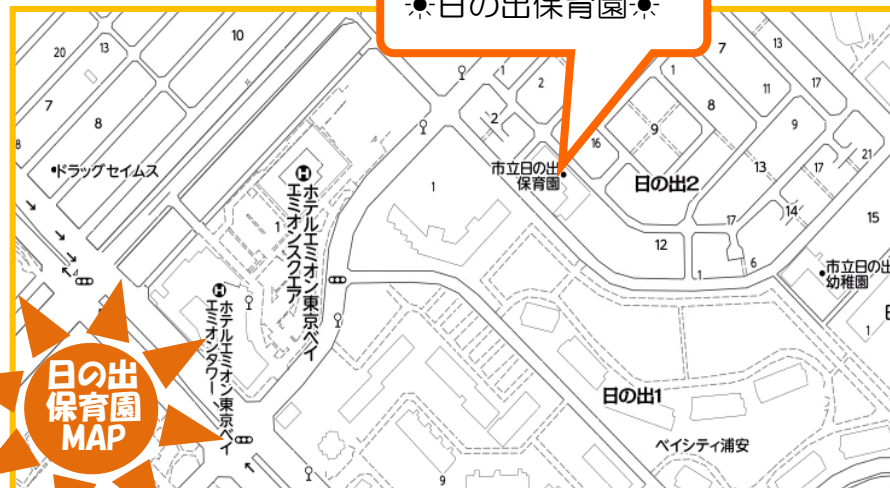 ☀日の出保育園☀
20
13
10
7
8
8
ドラッグセイムス
ホテルエミオン東京ベイ
エミオンスクエア
1
ホテルエミオン東京ベイ
エミオンタワー
日の出
保育園
MAP
1
2
2
16
市立日の出
保育園
1
7
8
9
13
11
17
9
13
17
21
日の出2
14
17
15
12
1
6
市立日の出
幼稚園
1
1
日の出1
ベイシティ浦安
9